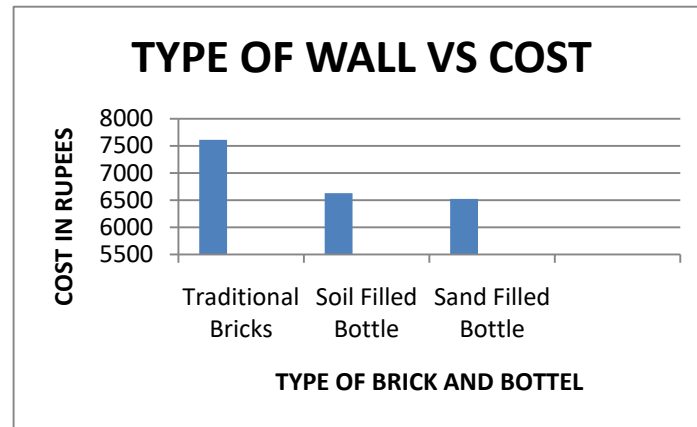 TYPE OF WALL VS COST
COST IN RUPEES
8000
7500
7000
6500
6000
5500
Traditional
Bricks
Soil Filled
Bottle
Sand Filled
Bottle
TYPE OF BRICK AND BOTTEL